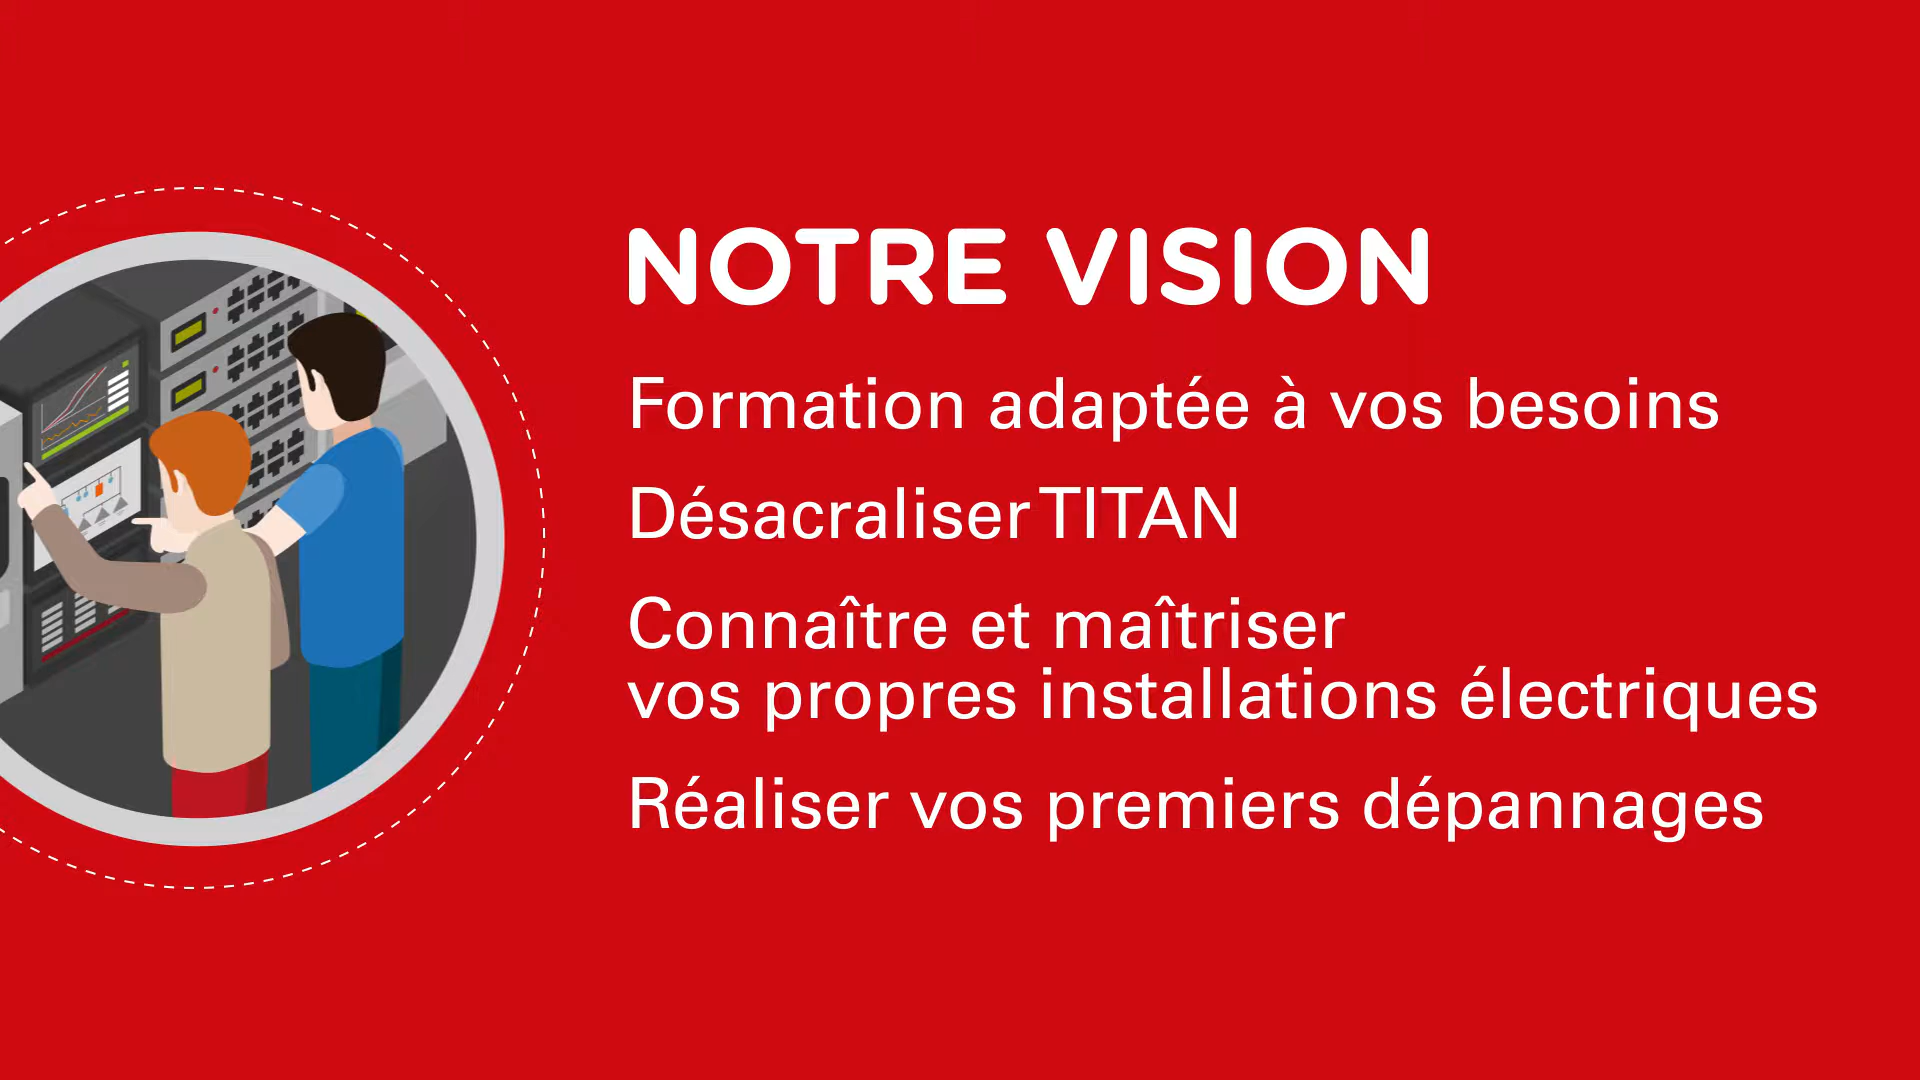 NOTRE VISION
Formation adaptée à vos besoins
Désacraliser TITAN
Connaître et maîtriser
vos propres installations électriques
Réaliser vos premiers dépannages